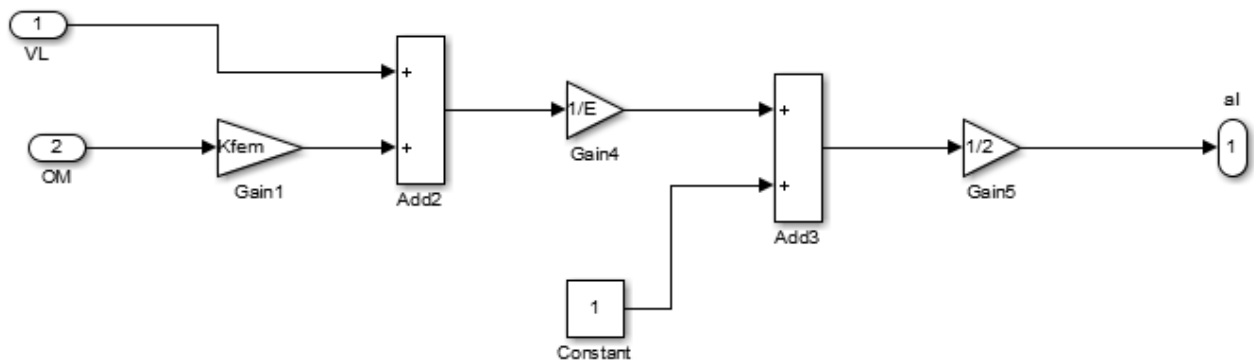 1
VL
2
OM
Kfem
Gain1
+
+
Add2
1/E
Gain4
+
+
Add3
1
Constant
1/2
Gain5
al
1